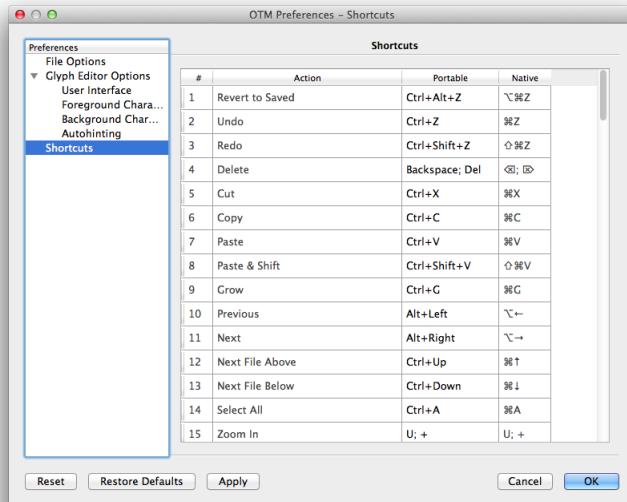 OTM Preferences – Shortcuts
Preferences
File Options
Glyph Editor Options
User Interface
Foreground Chara...
Background Char...
Autohinting
Shortcuts
Shortcuts
# Action Portable Native
1 Revert to Saved Ctrl+Alt+Z ⌥⌘Z
2 Undo Ctrl+Z ⌘Z
3 Redo Ctrl+Shift+Z ⇧⌘Z
4 Delete Backspace; Del ⌫; ⌦
5 Cut Ctrl+X ⌘X
6 Copy Ctrl+C ⌘C
7 Paste Ctrl+V ⌘V
8 Paste & Shift Ctrl+Shift+V ⇧⌘V
9 Grow Ctrl+G ⌘G
10 Previous Alt+Left ⌥←
11 Next Alt+Right ⌥→
12 Next File Above Ctrl+Up ⌘↑
13 Next File Below Ctrl+Down ⌘↓
14 Select All Ctrl+A ⌘A
15 Zoom In U; + U; +
Reset Restore Defaults Apply Cancel OK